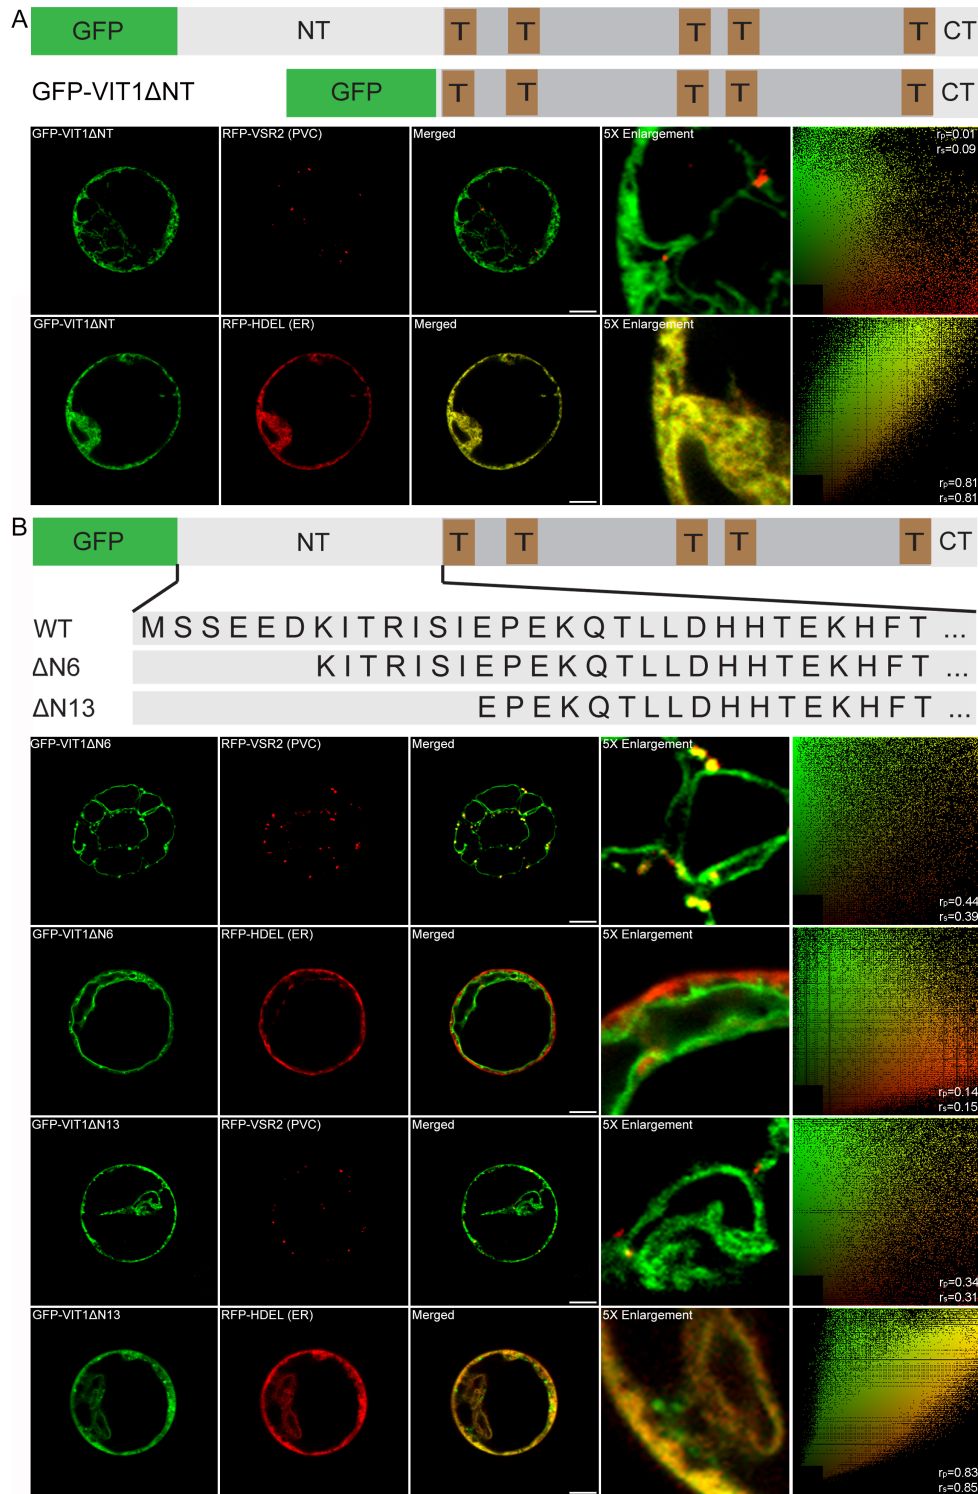 A
GFP NT T T T T T CT
GFP-VIT1ΔNT GFP T T T T T CT
GFP-VIT1ΔNT RFP-VSR2 (PVC) Merged 5X Enlargement rp=0.01
rs=0.09
GFP-VIT1ΔNT RFP-HDEL (ER) Merged 5X Enlargement
rp=0.81
rs=0.81
B
GFP NT T T T T T CT
WT M S S E E D K I T R I S I E P E K Q T L L D H H T E K H F T ...
ΔN6 K I T R I S I E P E K Q T L L D H H T E K H F T ...
ΔN13 E P E K Q T L L D H H T E K H F T ...
GFP-VIT1ΔN6 RFP-VSR2 (PVC) Merged 5X Enlargement
rp=0.44
rs=0.39
GFP-VIT1ΔN6 RFP-HDEL (ER) Merged 5X Enlargement
rp=0.14
rs=0.15
GFP-VIT1ΔN13 RFP-VSR2 (PVC) Merged 5X Enlargement
rp=0.34
rs=0.31
GFP-VIT1ΔN13 RFP-HDEL (ER) Merged 5X Enlargement
rp=0.83
rs=0.85